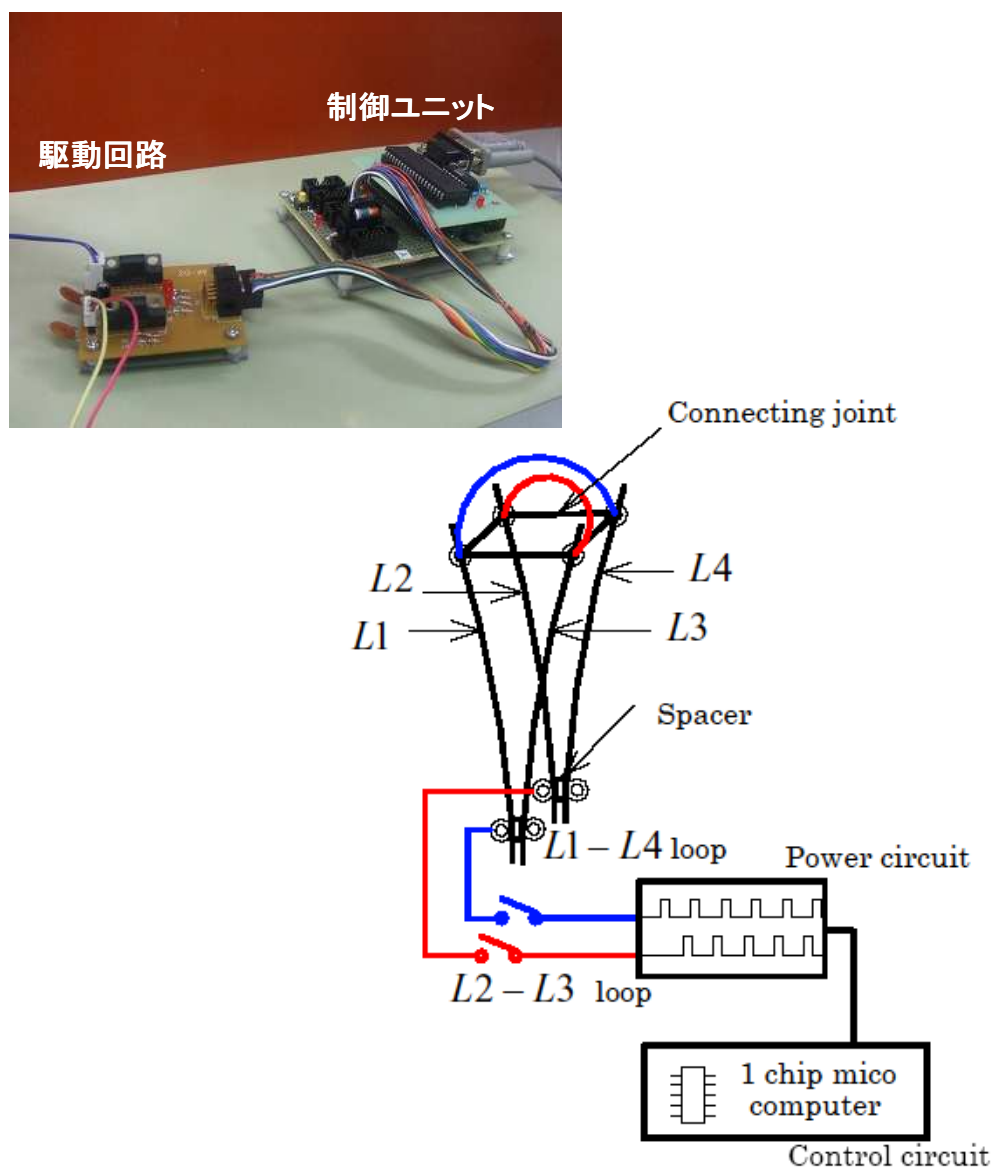 制御ユニット
駆動回路
Connecting joint
L2
L4
L1
L3
Spacer
L1 – L4 loop
Power circuit
L2 – L3 loop
1 chip mico
computer
Control circuit